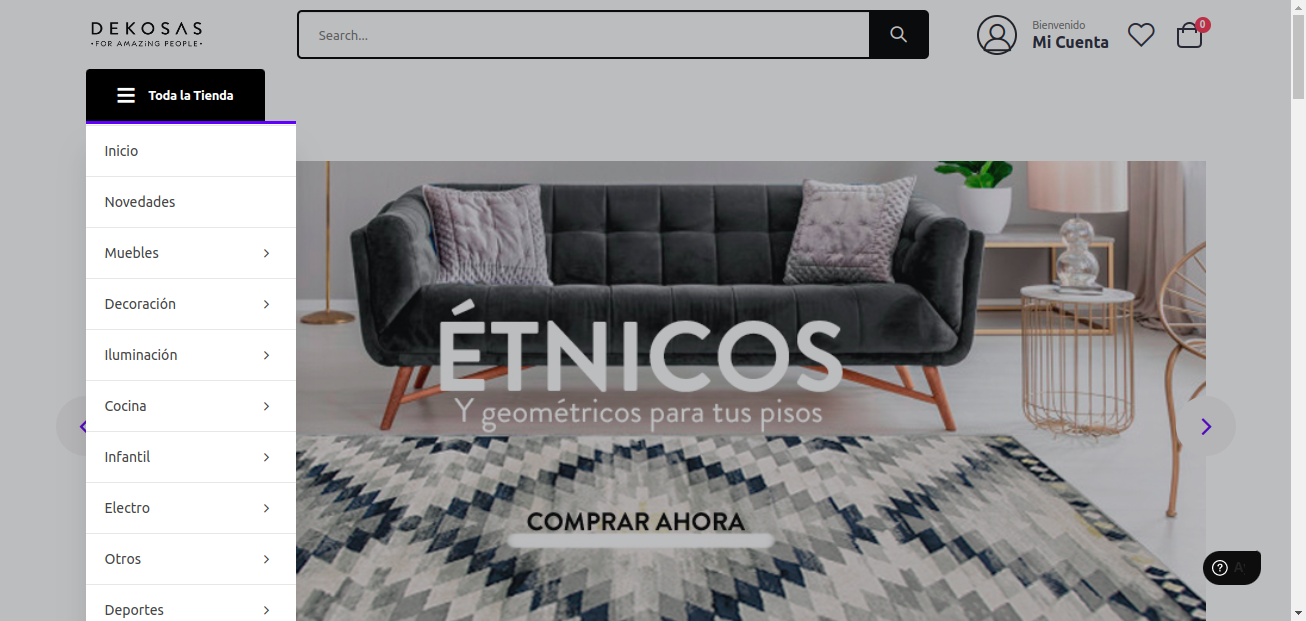 DEKOSAS
•FOR AMAZiNG PEOPLE•
Search...
Bienvenido
Mi Cuenta
0
Toda la Tienda
Inicio
Novedades
Muebles
Decoración
Iluminación
Cocina
Infantil
Electro
Otros
Deportes
ÉTNICOS
Y geométricos para tus pisos
COMPRAR AHORA